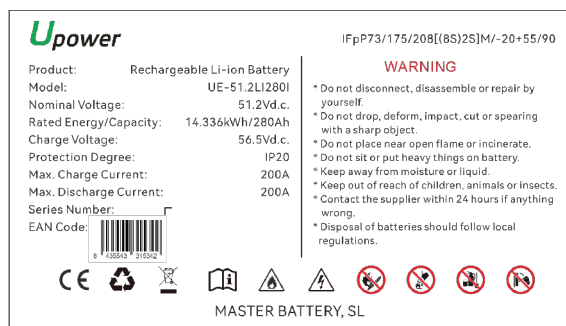 Upower
IFpP73/175/208[(8S)2S]M/-20+55/90
Product: Rechargeable Li-ion Battery
Model: UE-51.2LI280I
Nominal Voltage: 51.2Vd.c.
Rated Energy/Capacity: 14.336kWh/280Ah
Charge Voltage: 56.5Vd.c.
Protection Degree: IP20
Max. Charge Current: 200A
Max. Discharge Current: 200A
Series Number:
EAN Code:
8 435543 315342
WARNING
* Do not disconnect, disassemble or repair by
yourself.
* Do not drop, deform, impact, cut or spearing
with a sharp object.
* Do not place near open flame or incinerate.
* Do not sit or put heavy things on battery.
* Keep away from moisture or liquid.
* Keep out of reach of children, animals or insects.
* Contact the supplier within 24 hours if anything
wrong.
* Disposal of batteries should follow local
regulations.
CE
MASTER BATTERY, SL